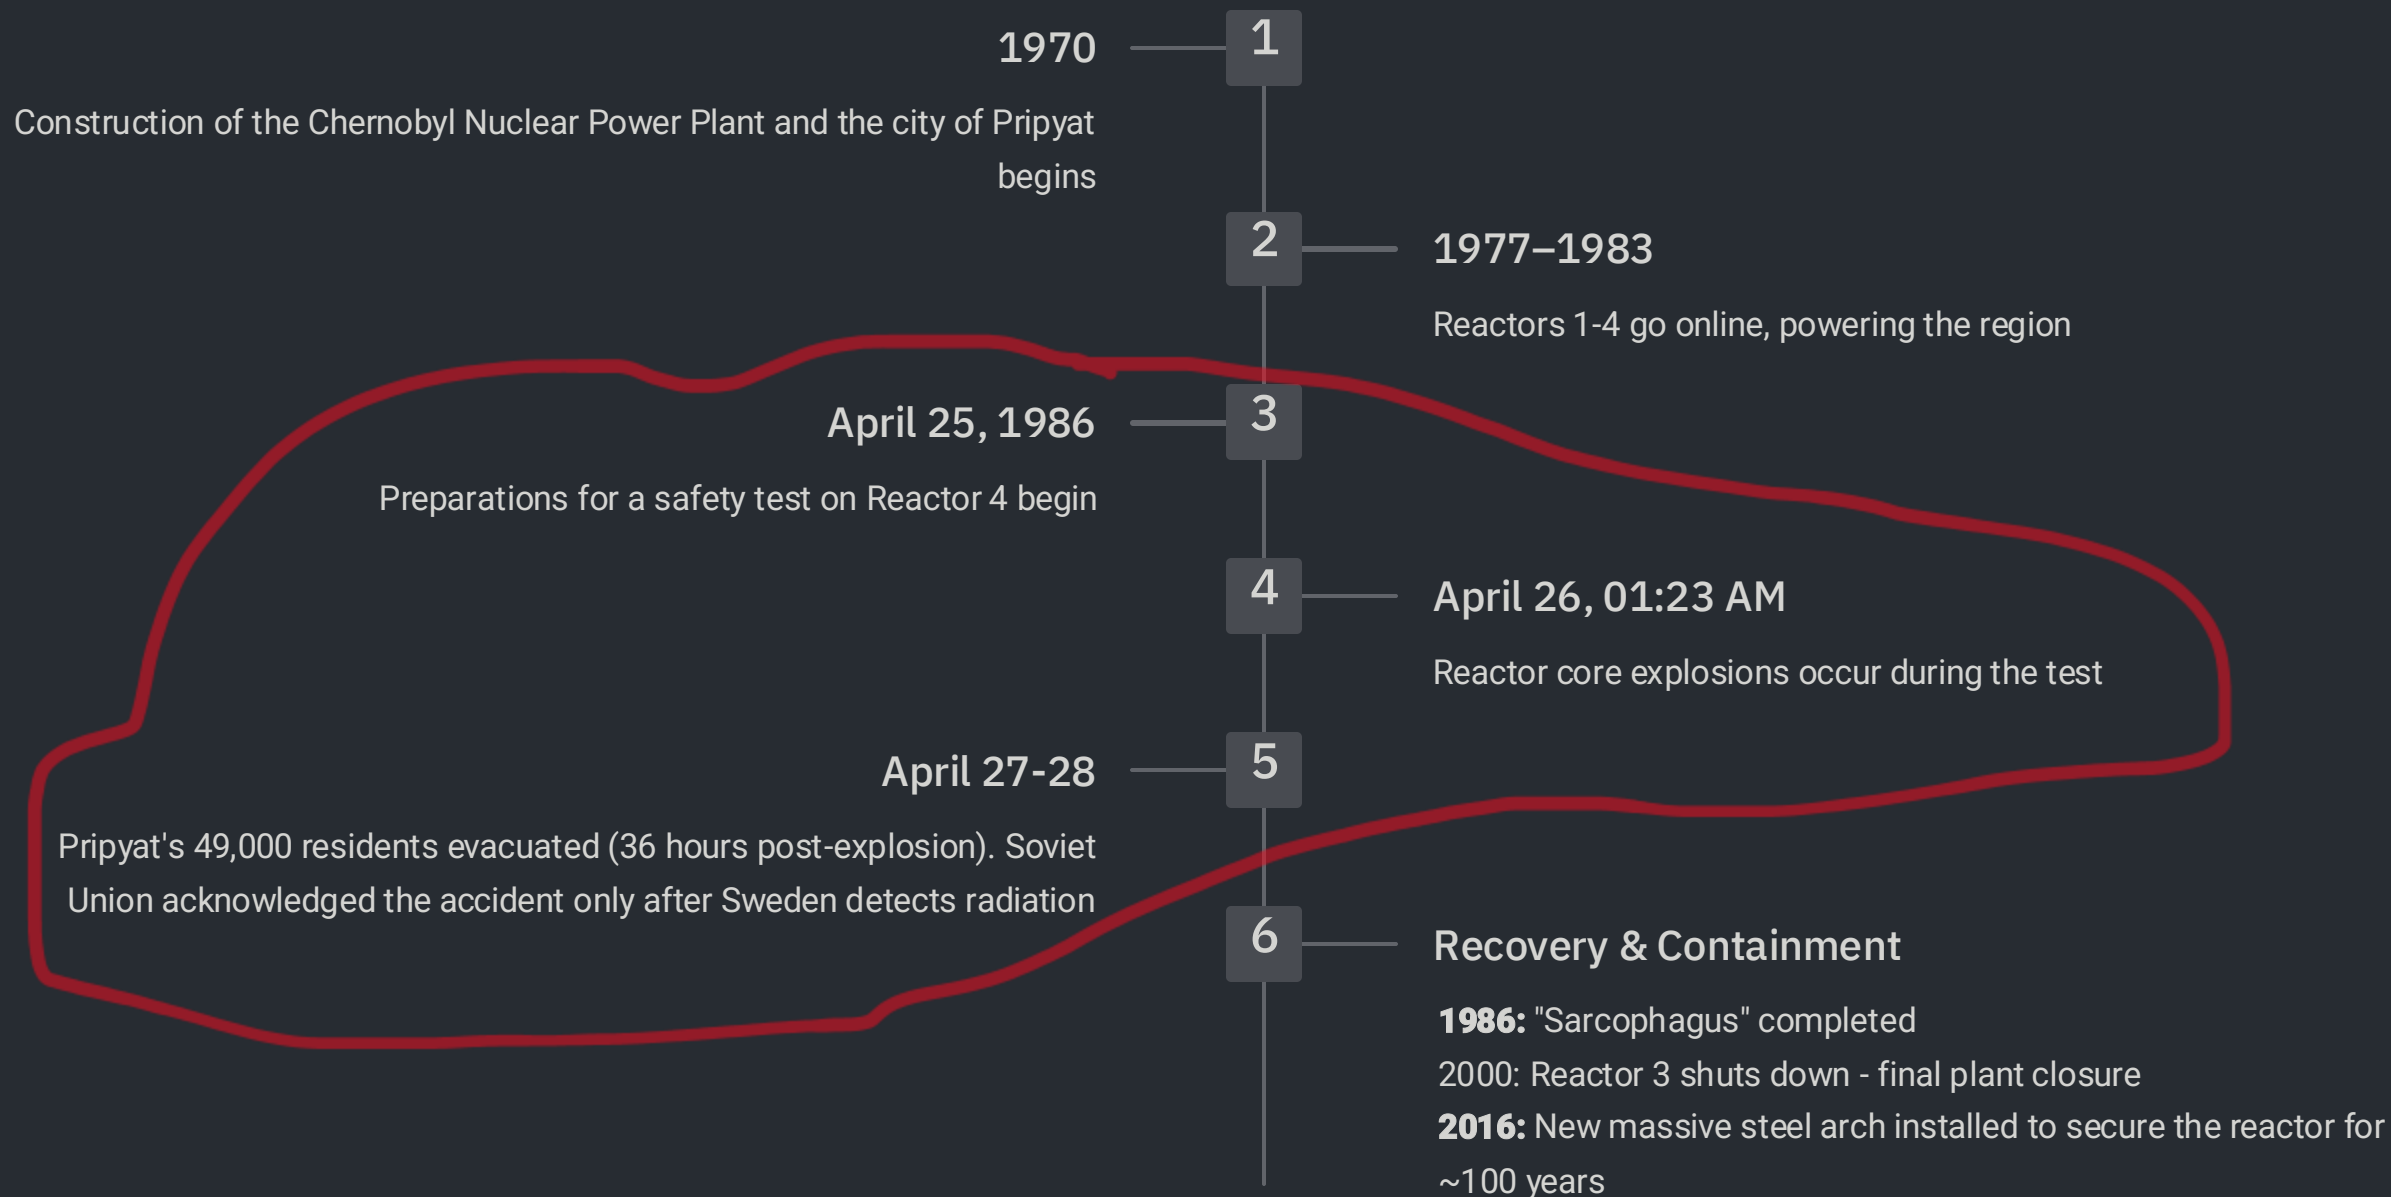 1
1970
Construction of the Chernobyl Nuclear Power Plant and the city of Pripyat
begins
2
1977–1983
Reactors 1-4 go online, powering the region
3
April 25, 1986
Preparations for a safety test on Reactor 4 begin
4
April 26, 01:23 AM
Reactor core explosions occur during the test
5
April 27-28
Pripyat's 49,000 residents evacuated (36 hours post-explosion). Soviet
Union acknowledged the accident only after Sweden detects radiation
6
Recovery & Containment
1986: "Sarcophagus" completed
2000: Reactor 3 shuts down - final plant closure
2016: New massive steel arch installed to secure the reactor for
~100 years